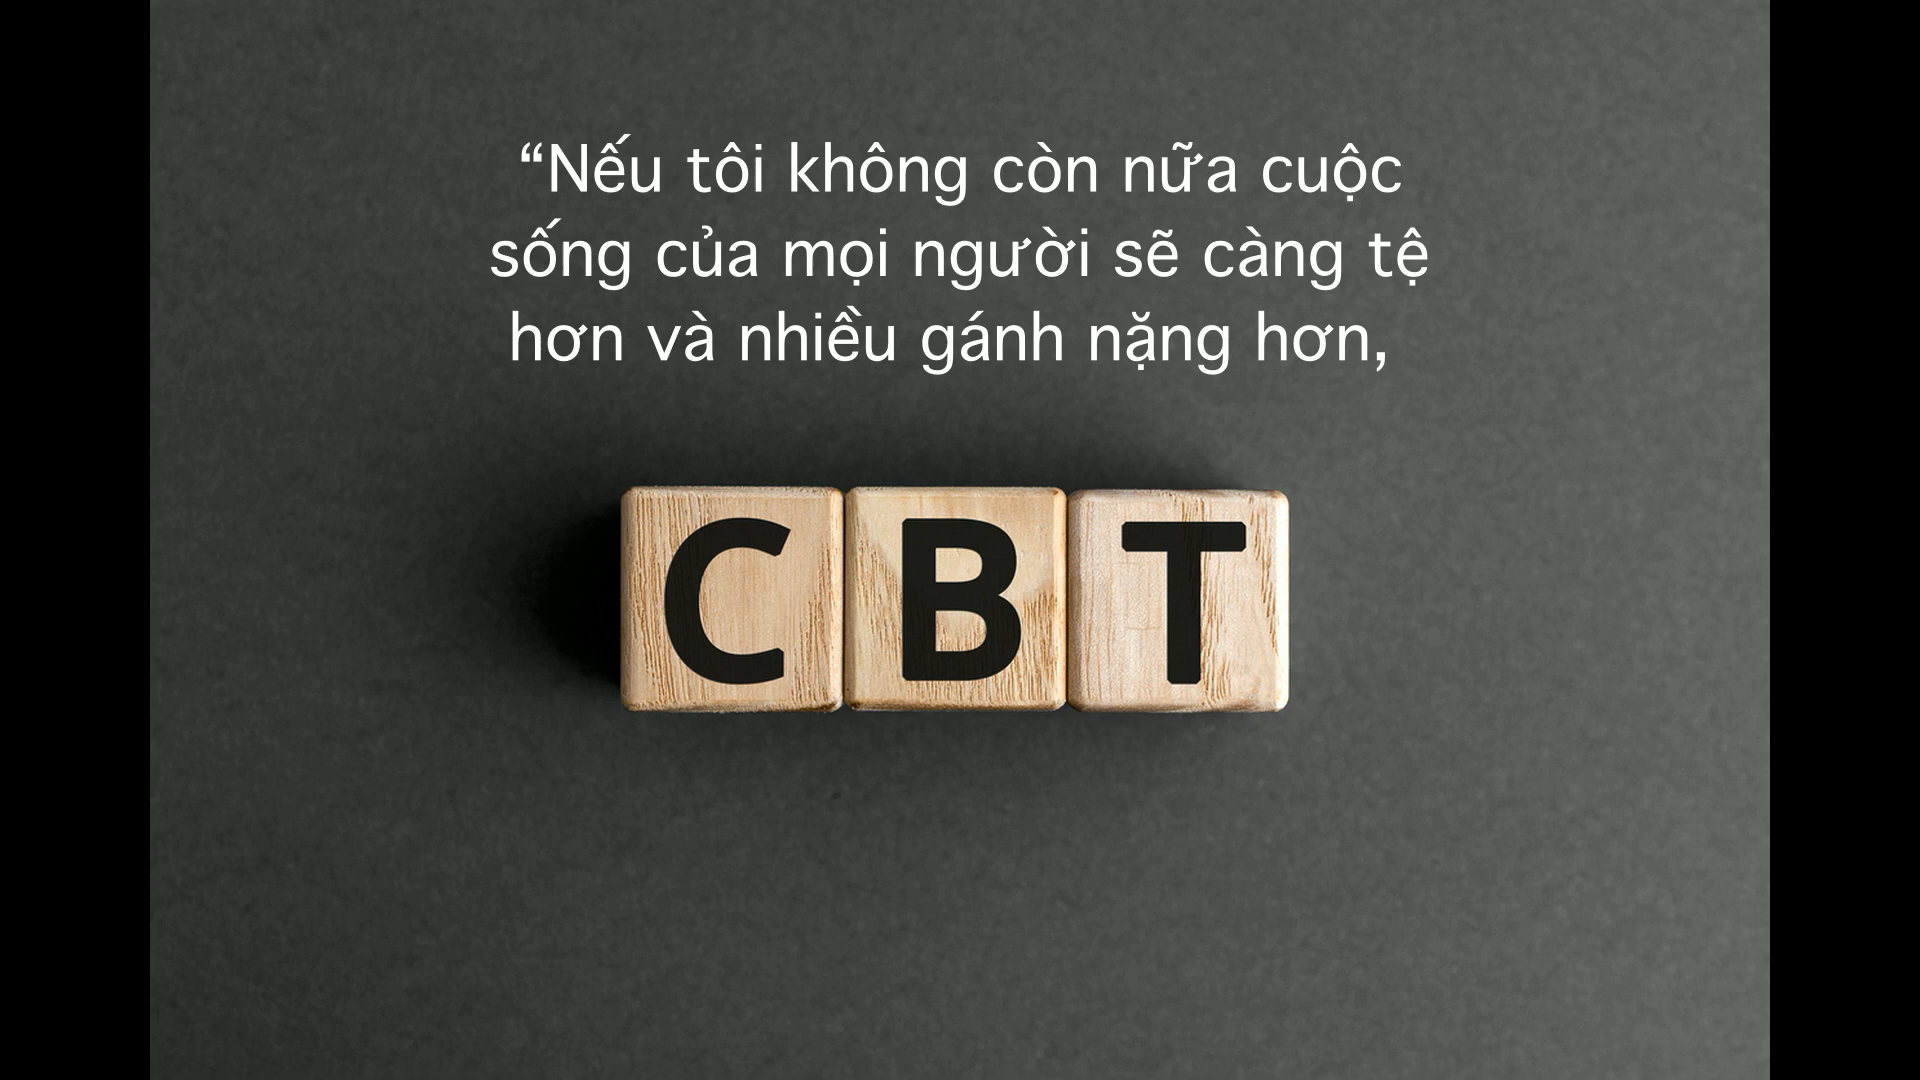 “Nếu tôi không còn nữa cuộc
sống của mọi người sẽ càng tệ
hơn và nhiều gánh nặng hơn,
CBT